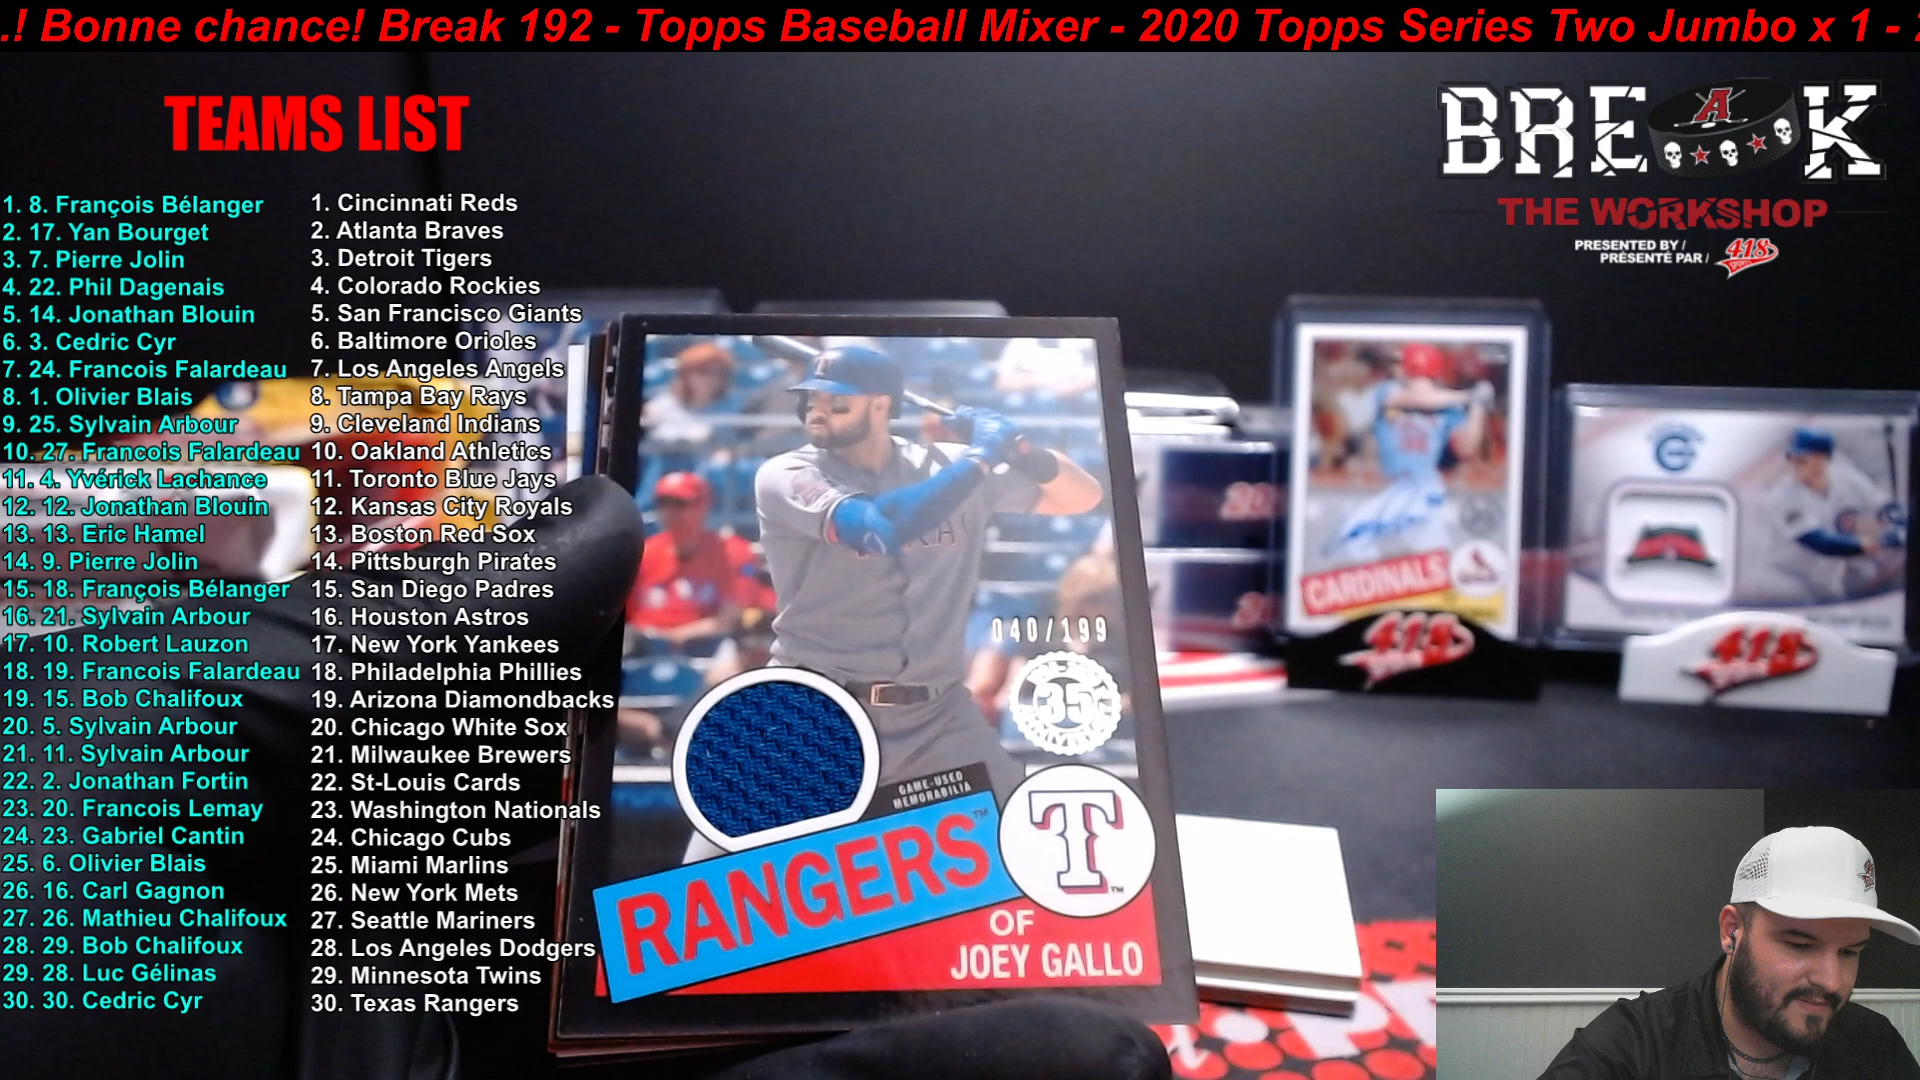 .! Bonne chance! Break 192 - Topps Baseball Mixer - 2020 Topps Series Two Jumbo x 1 -
TEAMS LIST
BREAK
A
THE WORKSHOP
PRESENTED BY /
PRÉSENTÉ PAR /
418
SPORTS
1. 8. François Bélanger
2. 17. Yan Bourget
3. 7. Pierre Jolin
4. 22. Phil Dagenais
5. 14. Jonathan Blouin
6. 3. Cedric Cyr
7. 24. Francois Falardeau
8. 1. Olivier Blais
9. 25. Sylvain Arbour
10. 27. Francois Falardeau
11. 4. Yvérick Lachance
12. 12. Jonathan Blouin
13. 13. Eric Hamel
14. 9. Pierre Jolin
15. 18. François Bélanger
16. 21. Sylvain Arbour
17. 10. Robert Lauzon
18. 19. Francois Falardeau
19. 15. Bob Chalifoux
20. 5. Sylvain Arbour
21. 11. Sylvain Arbour
22. 2. Jonathan Fortin
23. 20. Francois Lemay
24. 23. Gabriel Cantin
25. 6. Olivier Blais
26. 16. Carl Gagnon
27. 26. Mathieu Chalifoux
28. 29. Bob Chalifoux
29. 28. Luc Gélinas
30. 30. Cedric Cyr
1. Cincinnati Reds
2. Atlanta Braves
3. Detroit Tigers
4. Colorado Rockies
5. San Francisco Giants
6. Baltimore Orioles
7. Los Angeles Angels
8. Tampa Bay Rays
9. Cleveland Indians
10. Oakland Athletics
11. Toronto Blue Jays
12. Kansas City Royals
13. Boston Red Sox
14. Pittsburgh Pirates
15. San Diego Padres
16. Houston Astros
17. New York Yankees
18. Philadelphia Phillies
19. Arizona Diamondbacks
20. Chicago White Sox
21. Milwaukee Brewers
22. St-Louis Cards
23. Washington Nationals
24. Chicago Cubs
25. Miami Marlins
26. New York Mets
27. Seattle Mariners
28. Los Angeles Dodgers
29. Minnesota Twins
30. Texas Rangers
040/199
35
GAME-USED
MEMORABILIA
RANGERS™
T™
OF
JOEY GALLO
CARDINALS
418
418